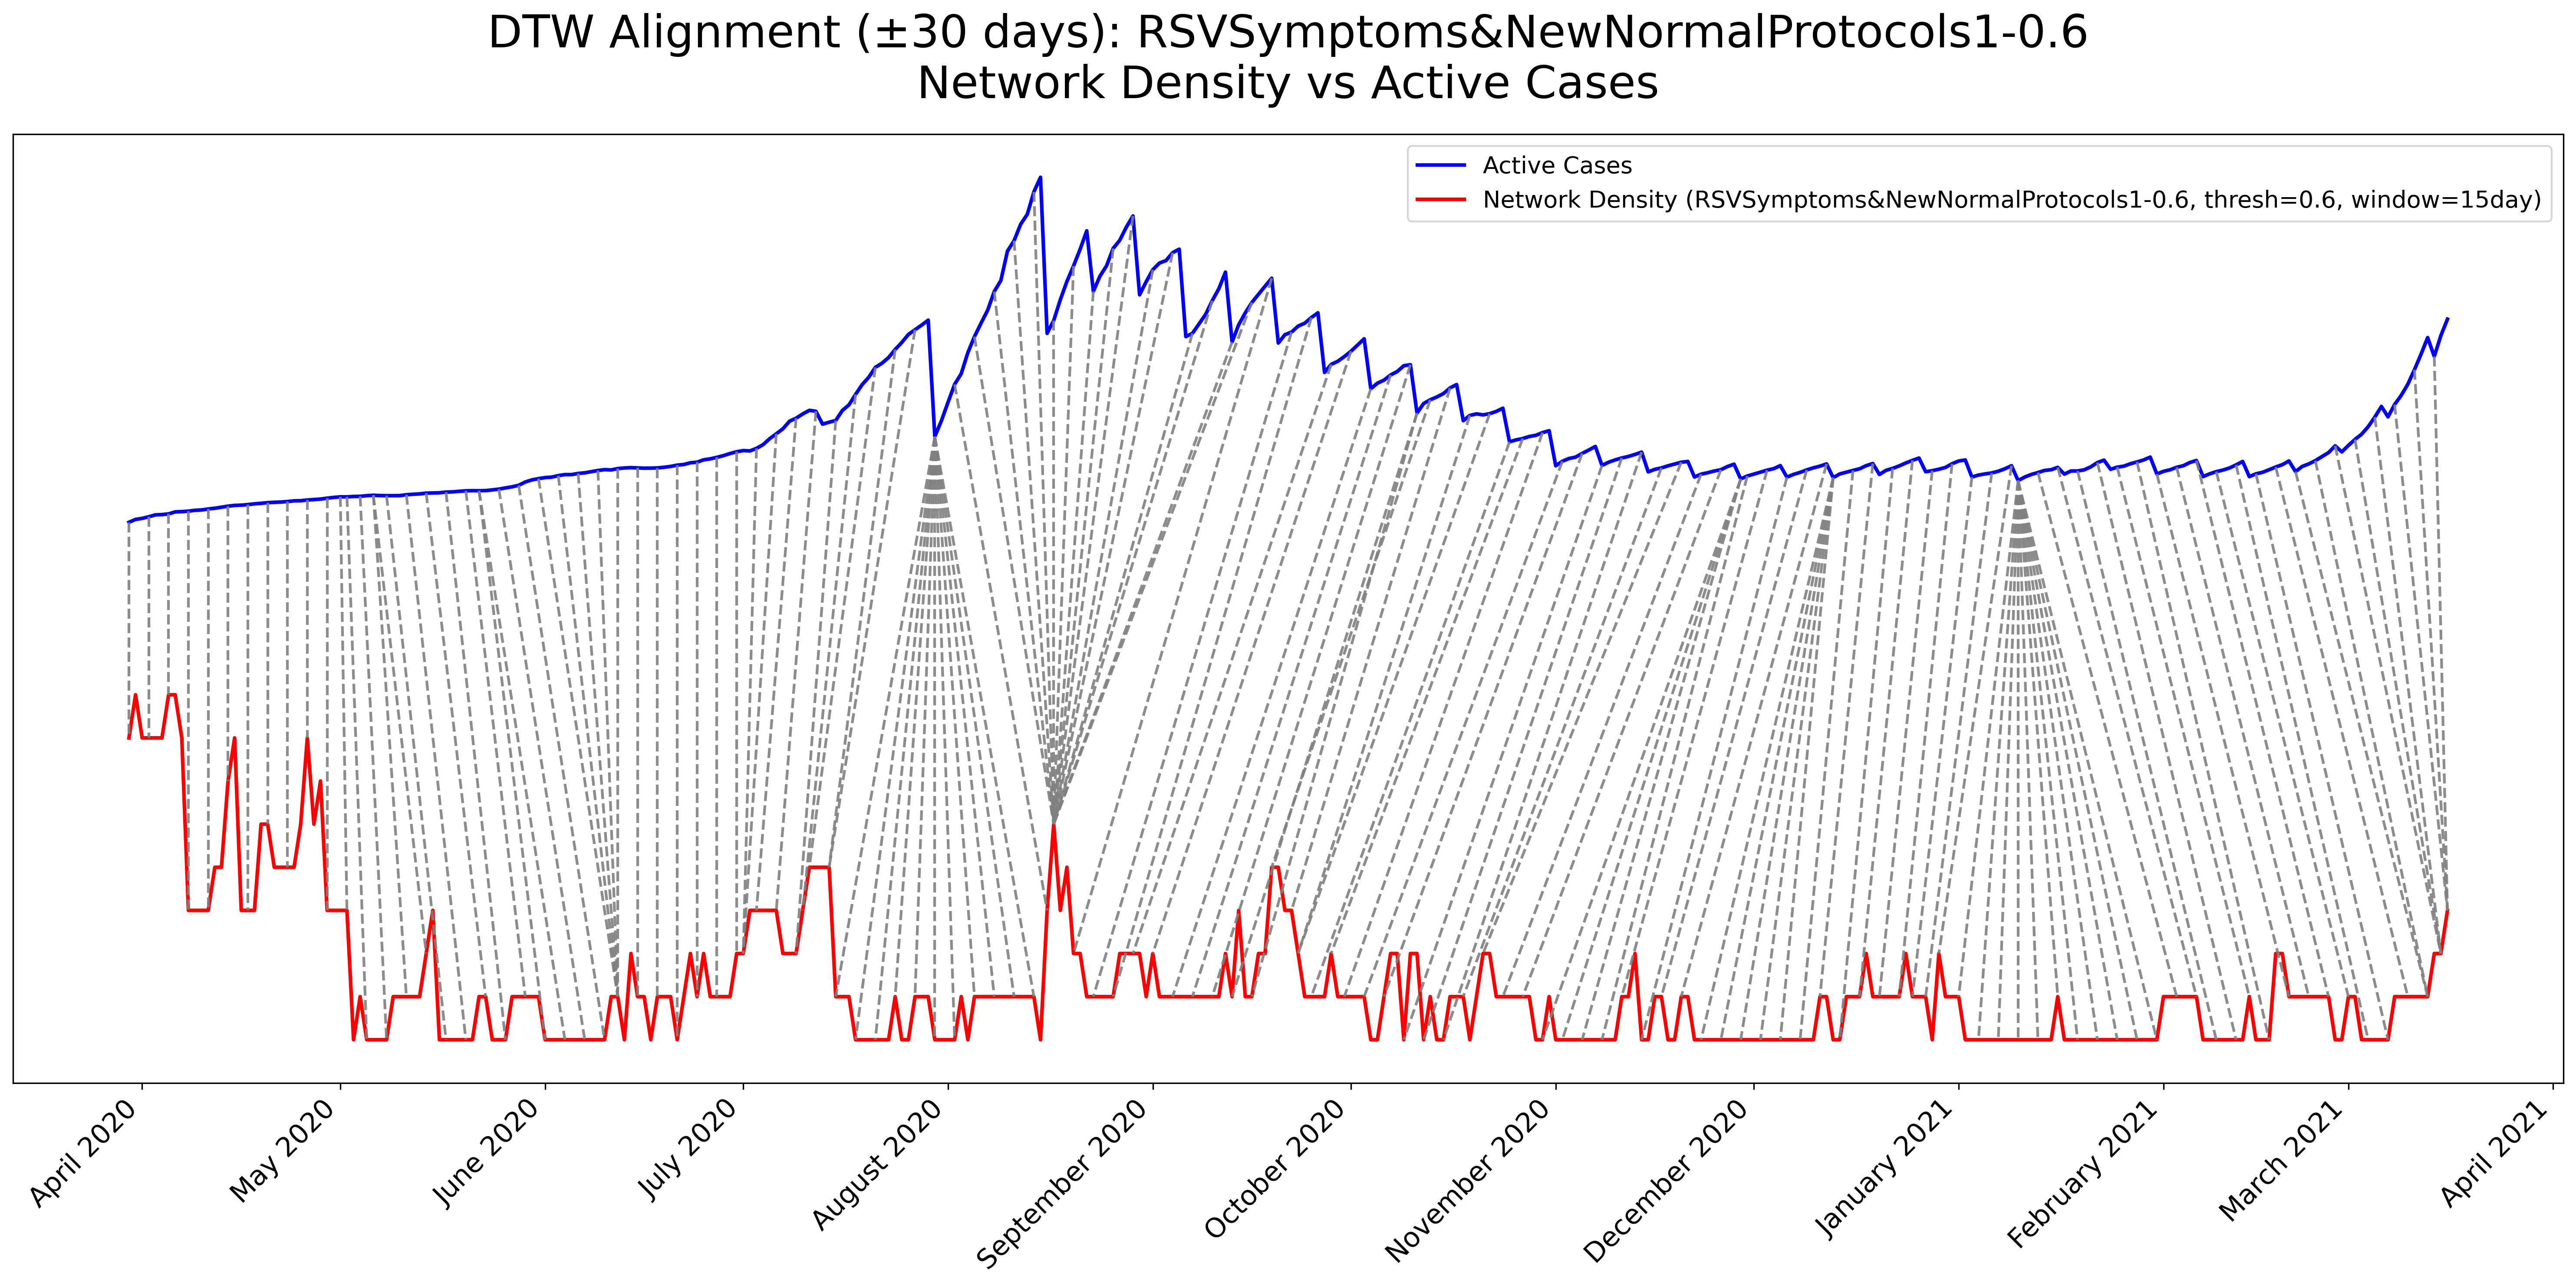 DTW Alignment (±30 days): RSVSymptoms&NewNormalProtocols1-0.6
Network Density vs Active Cases
Active Cases
Network Density (RSVSymptoms&NewNormalProtocols1-0.6, thresh=0.6, window=15day)
April 2020
May 2020
June 2020
July 2020
August 2020
September 2020
October 2020
November 2020
December 2020
January 2021
February 2021
March 2021
April 2021